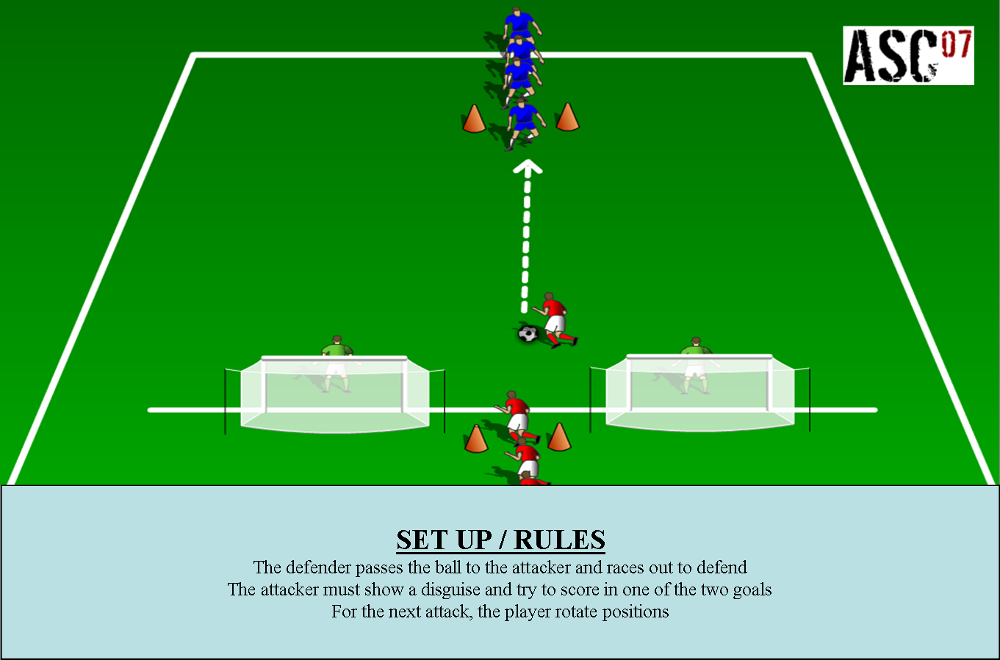 ASC07
SET UP / RULES
The defender passes the ball to the attacker and races out to defend
The attacker must show a disguise and try to score in one of the two goals
For the next attack, the player rotate positions